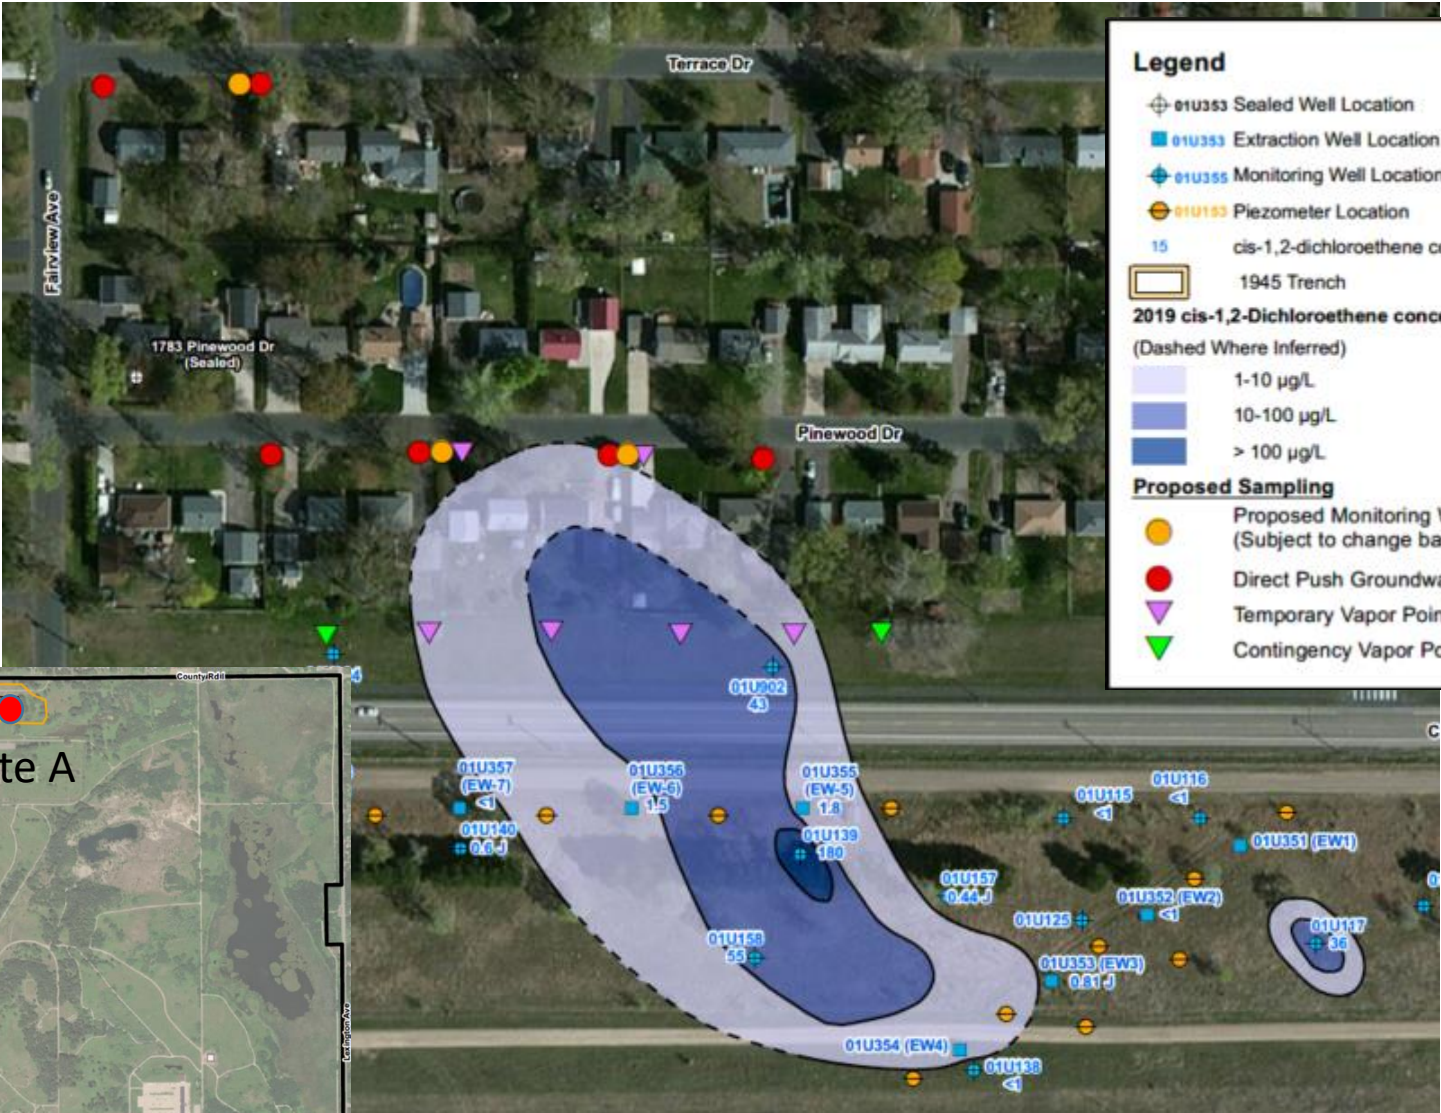 Terrace Dr
Fairview Ave
1783 Pinewood Dr
(Sealed)
Pinewood Dr
Legend
01U353 Sealed Well Location
01U353 Extraction Well Location
01U355 Monitoring Well Location
01U153 Piezometer Location
15 cis-1,2-dichloroethene
1945 Trench
2019 cis-1,2-Dichloroethene
(Dashed Where Inferred)
1-10 µg/L
10-100 µg/L
> 100 µg/L
Proposed Sampling
Proposed Monitoring
(Subject to change
Direct Push
Temporary Vapor
Contingency Vapor
4
01U902
43
County Rd I
te A
Lexington Ave
01U357
(EW-7)
<1
01U140
0.6 J
01U356
(EW-6)
1.5
01U355
(EW-5)
1.8
01U139
180
01U115
<1
01U116
<1
01U351 (EW1)
01U157
0.44 J
01U352 (EW2)
<1
01U125
01U117
36
01U158
55
01U353 (EW3)
0.81 J
01U354 (EW4)
01U138
<1
C